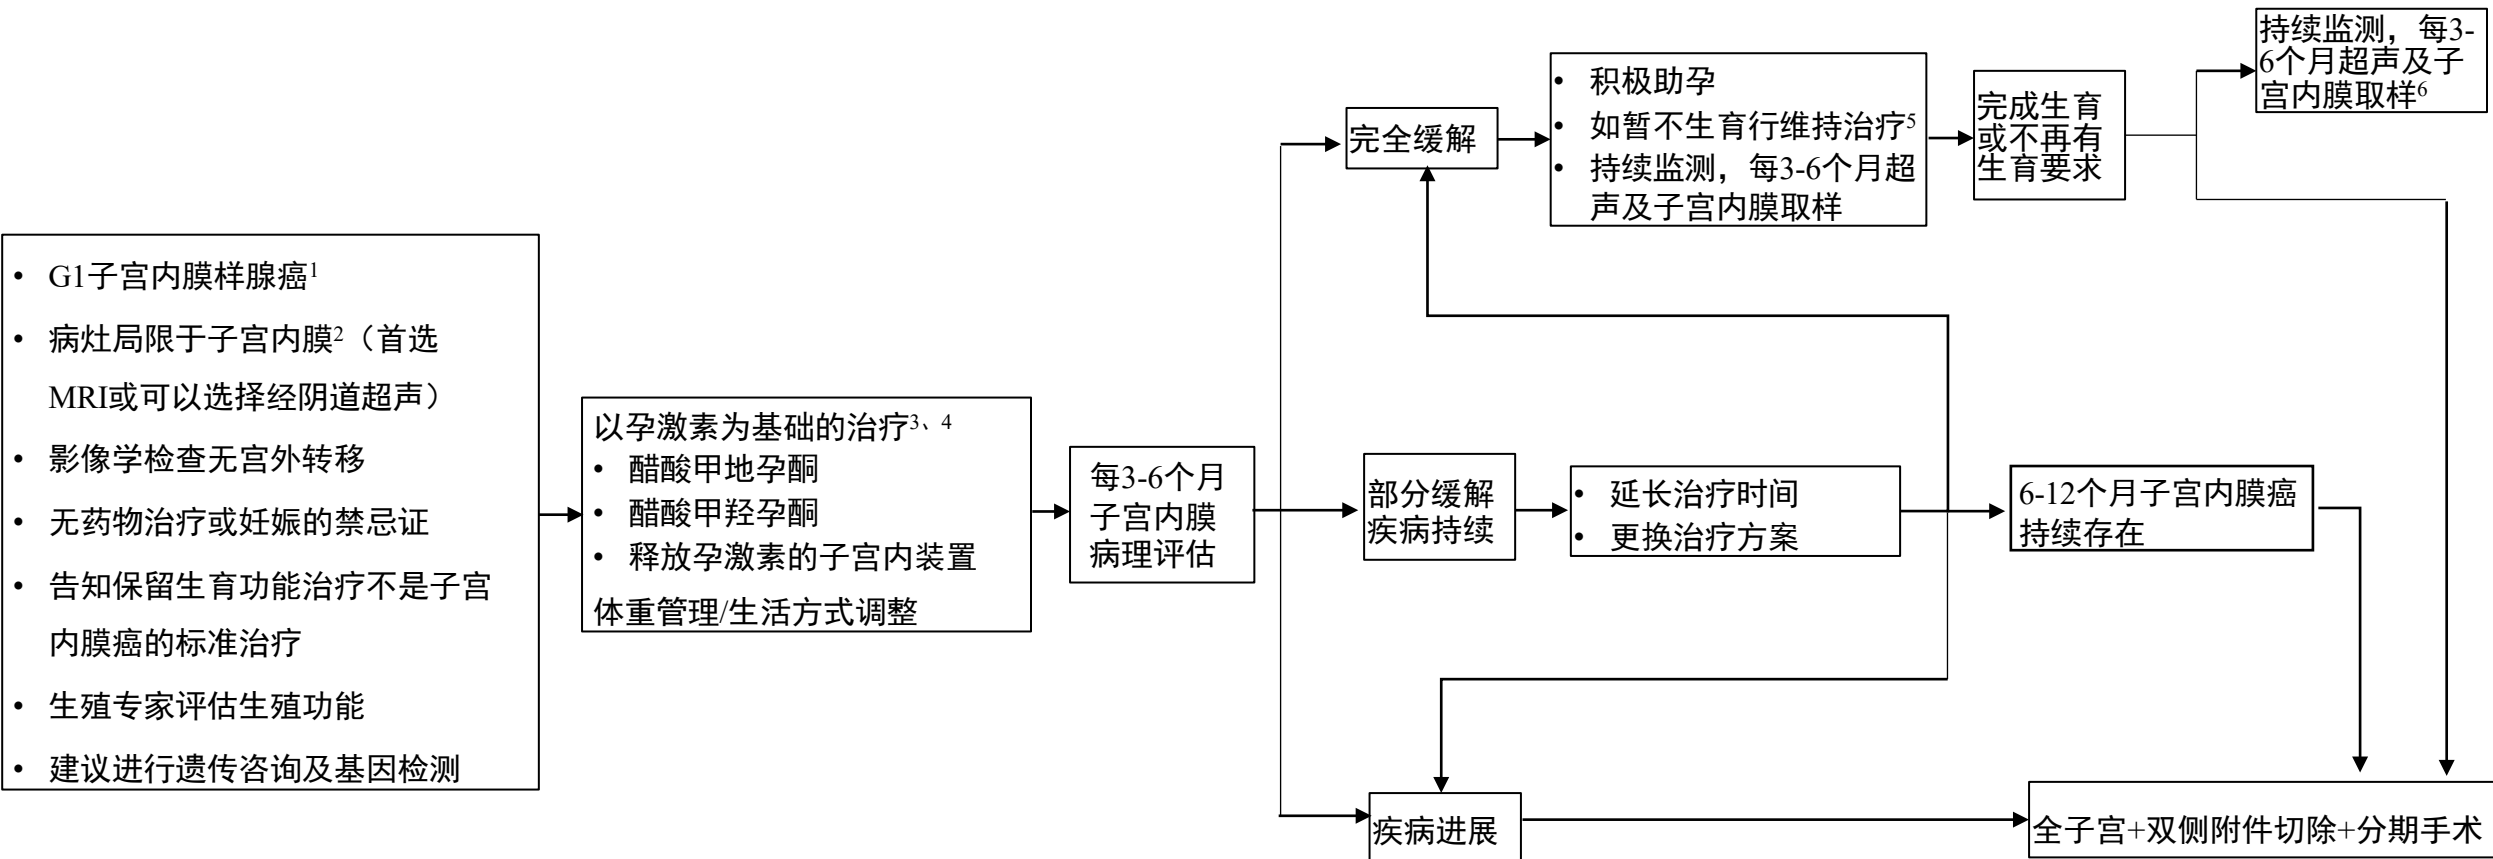 • G1子宫内膜样腺癌1
• 病灶局限于子宫内膜2（首选
MRI或可以选择经阴道超声）
• 影像学检查无宫外转移
• 无药物治疗或妊娠的禁忌证
• 告知保留生育功能治疗不是子宫
内膜癌的标准治疗
• 生殖专家评估生殖功能
• 建议进行遗传咨询及基因检测
以孕激素为基础的治疗3、4
• 醋酸甲地孕酮
• 醋酸甲羟孕酮
• 释放孕激素的子宫内装置
体重管理/生活方式调整
每3-6个月
子宫内膜
病理评估
完全缓解
• 积极助孕
• 如暂不生育行维持治疗5
• 持续监测，每3-6个月超
声及子宫内膜取样
完成生育
或不再有
生育要求
持续监测，每3-
6个月超声及子
宫内膜取样6
部分缓解
疾病持续
• 延长治疗时间
• 更换治疗方案
6-12个月子宫内膜癌
持续存在
疾病进展
全子宫+双侧附件切除+分期手术